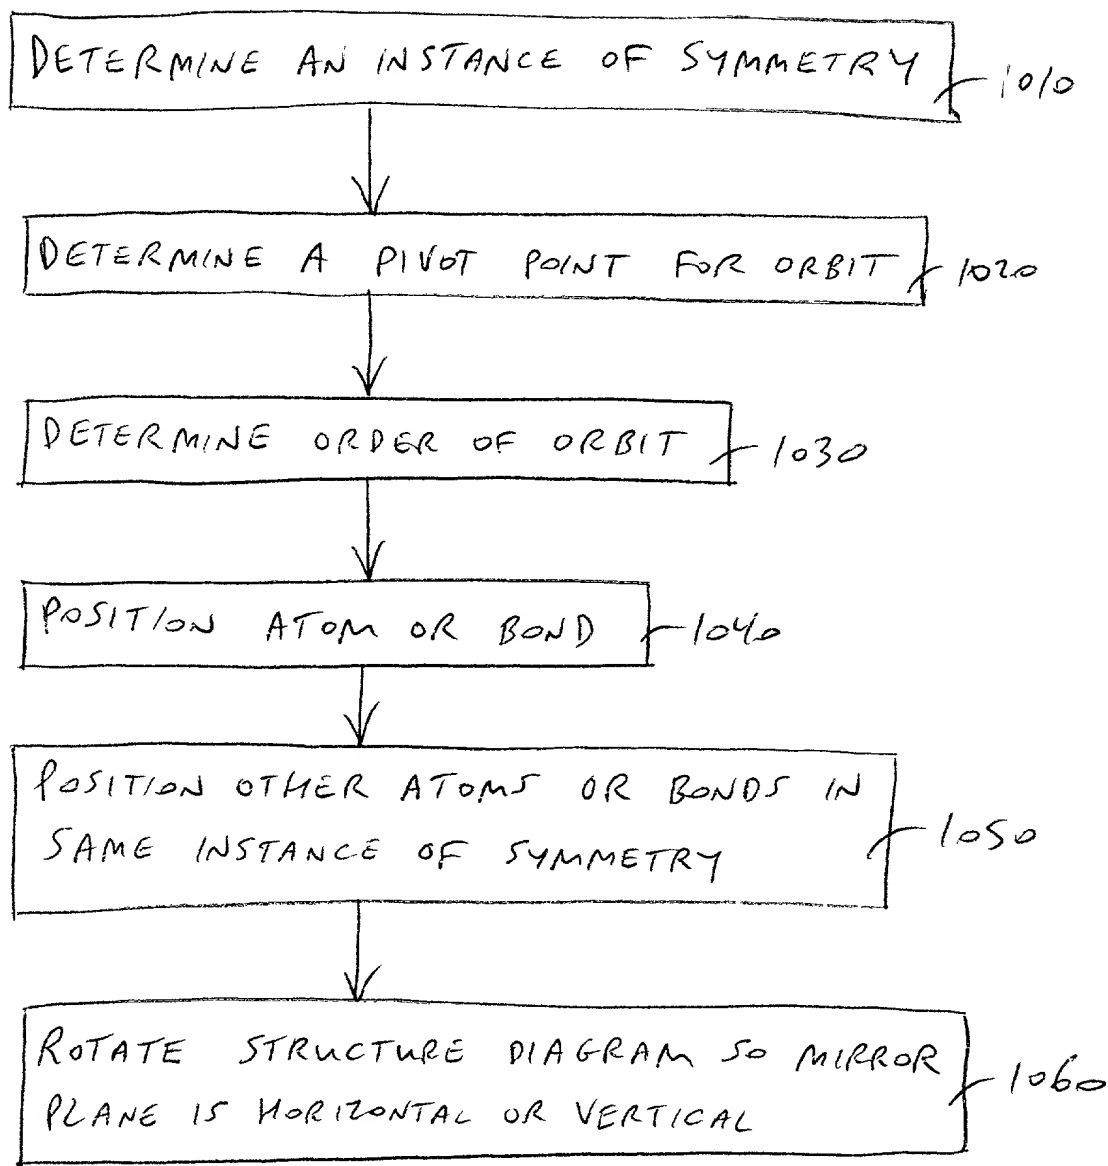 DETERMINE AN INSTANCE OF SYMMETRY 1010
DETERMINE A PIVOT POINT FOR ORBIT 1020
DETERMINE ORDER OF ORBIT 1030
POSITION ATOM OR BOND 1040
POSITION OTHER ATOMS OR BONDS IN
SAME INSTANCE OF SYMMETRY 1050
ROTATE STRUCTURE DIAGRAM SO MIRROR
PLANE IS HORIZONTAL OR VERTICAL 1060